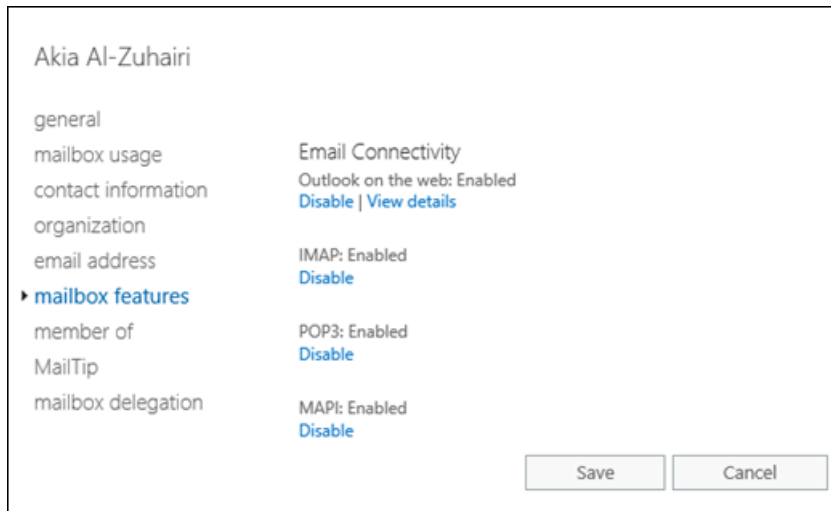 Akia Al-Zuhairi
general
mailbox usage
contact information
organization
email address
mailbox features
member of
MailTip
mailbox delegation
Email Connectivity
Outlook on the web: Enabled
Disable | View details
IMAP: Enabled
Disable
POP3: Enabled
Disable
MAPI: Enabled
Disable
Save
Cancel